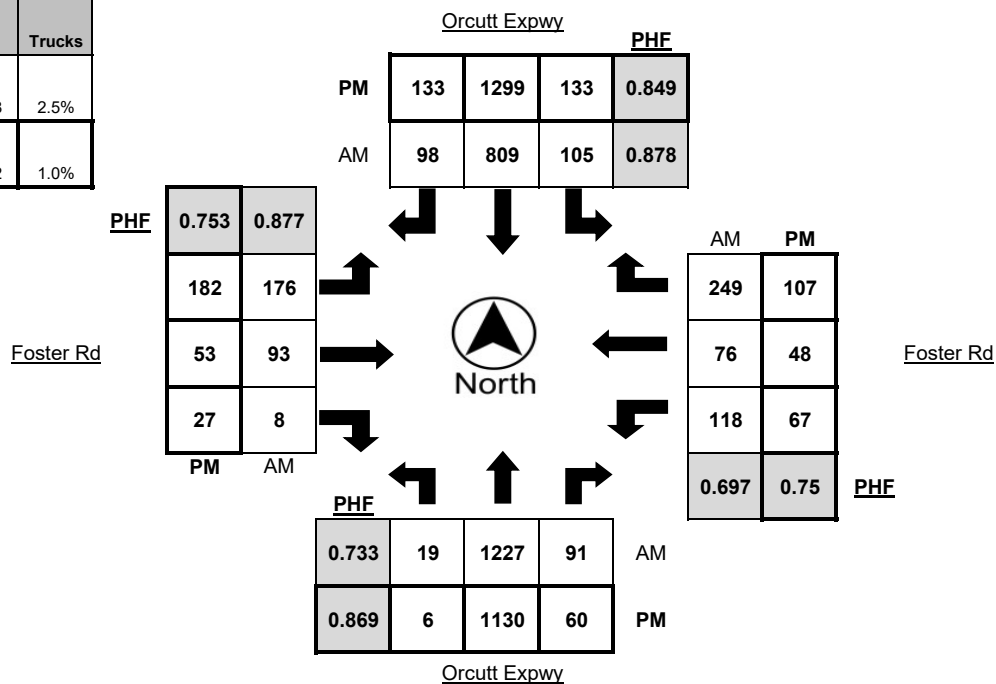 Orcutt Expwy
PHF
Trucks
PM 133 1299 133 0.849
2.5%
AM 98 809 105 0.878
1.0%
PHF 0.753 0.877
AM PM
182 176
249 107
Foster Rd 53 93
North
76 48 Foster Rd
27 8
118 67
PM AM
0.697 0.75 PHF
PHF
0.733 19 1227 91 AM
0.869 6 1130 60 PM
Orcutt Expwy